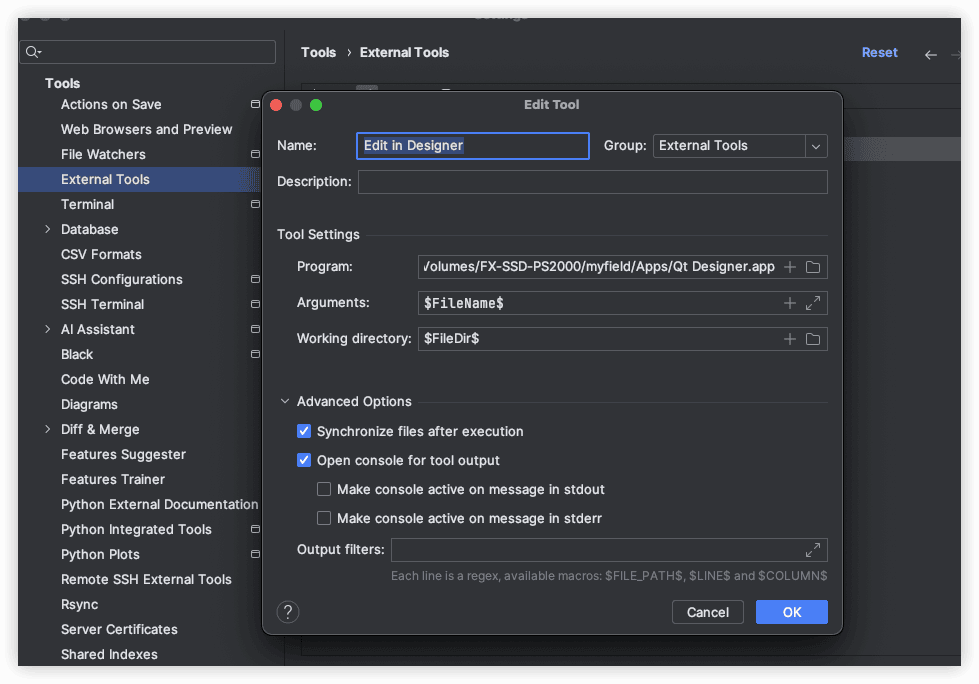 Tools › External Tools
Reset
Tools
Actions on Save
Web Browsers and Preview
File Watchers
External Tools
Terminal
Database
CSV Formats
SSH Configurations
SSH Terminal
AI Assistant
Black
Code With Me
Diagrams
Diff & Merge
Features Suggester
Features Trainer
Python External Documentation
Python Integrated Tools
Python Plots
Remote SSH External Tools
Rsync
Server Certificates
Shared Indexes
Edit Tool
Name: Edit in Designer Group: External Tools
Description:
Tool Settings
Program: /Volumes/FX-SSD-PS2000/myfield/Apps/Qt Designer.app
Arguments: $FileName$
Working directory: $FileDir$
Advanced Options
Synchronize files after execution
Open console for tool output
Make console active on message in stdout
Make console active on message in stderr
Output filters:
Each line is a regex, available macros: $FILE_PATH$, $LINE$ and $COLUMN$
? Cancel OK